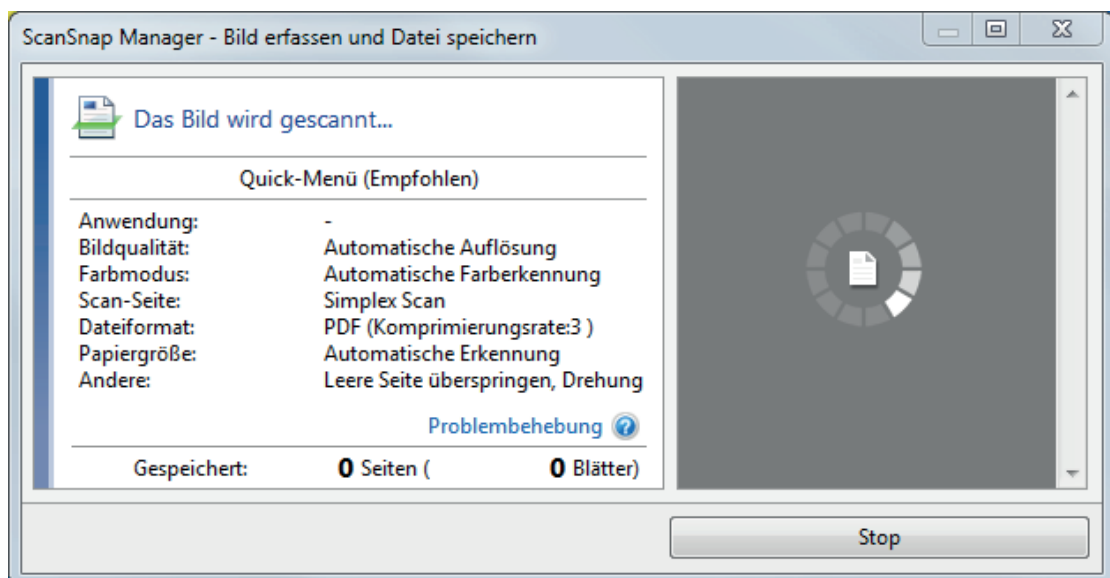 ScanSnap Manager - Bild erfassen und Datei speichern
Das Bild wird gescannt...
Quick-Menü (Empfohlen)
Anwendung: -
Bildqualität: Automatische Auflösung
Farbmodus: Automatische Farberkennung
Scan-Seite: Simplex Scan
Dateiformat: PDF (Komprimierungsrate:3 )
Papiergröße: Automatische Erkennung
Andere: Leere Seite überspringen, Drehung
Problembehebung ?
Gespeichert: 0 Seiten ( 0 Blätter)
Stop